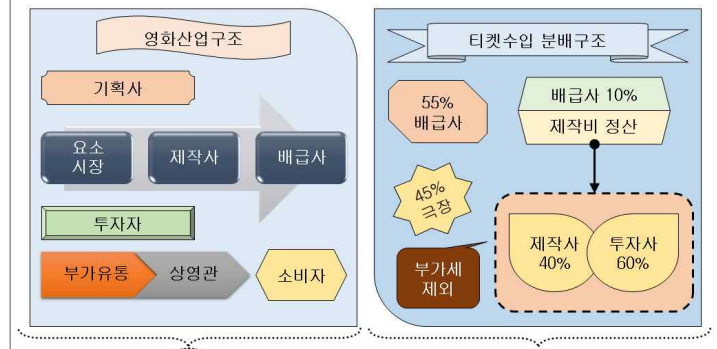 영화산업구조
기획사
요소
시장
제작사
배급사
투자자
부가유통
상영관
소비자
티켓수입 분배구조
55%
배급사
배급사 10%
제작비 정산
45%
극장
부가세
제외
제작사
40%
투자사
60%